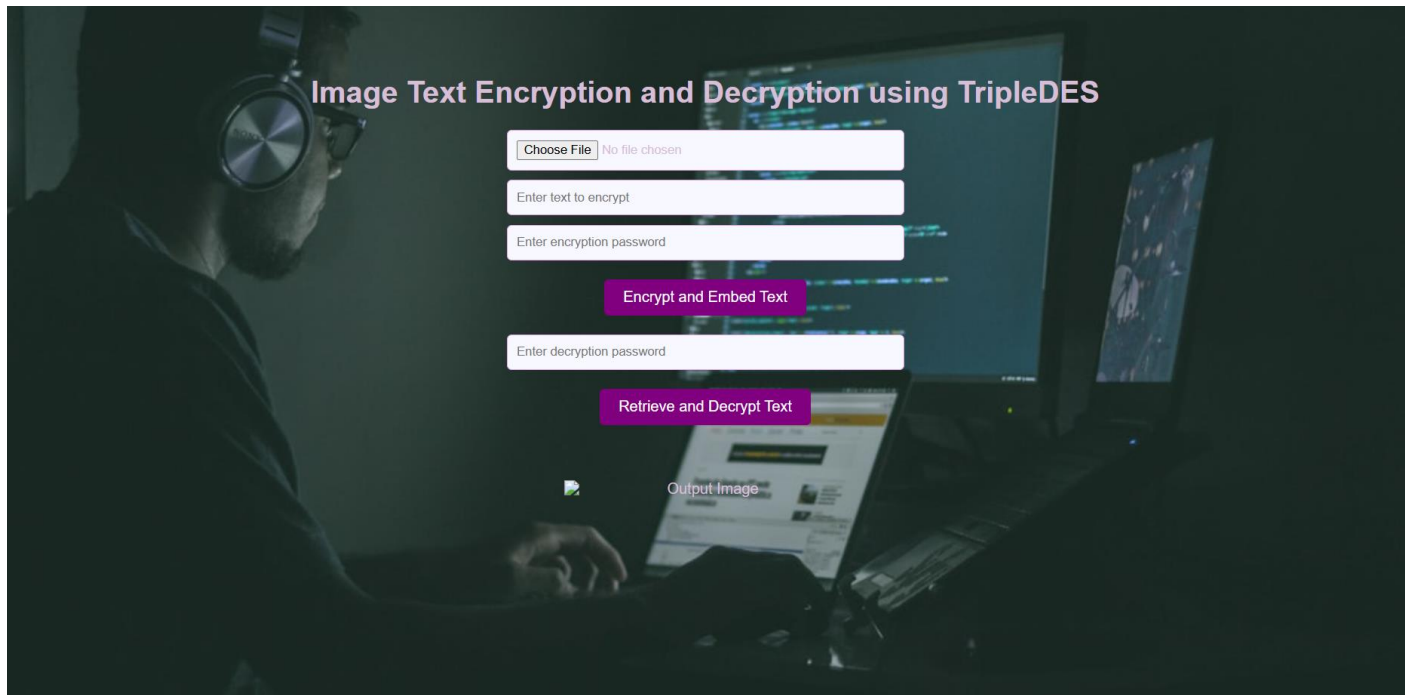 Image Text Encryption and Decryption using TripleDES
Choose File No file chosen
Enter text to encrypt
Enter encryption password
Encrypt and Embed Text
Enter decryption password
Retrieve and Decrypt Text
Output Image
SONY